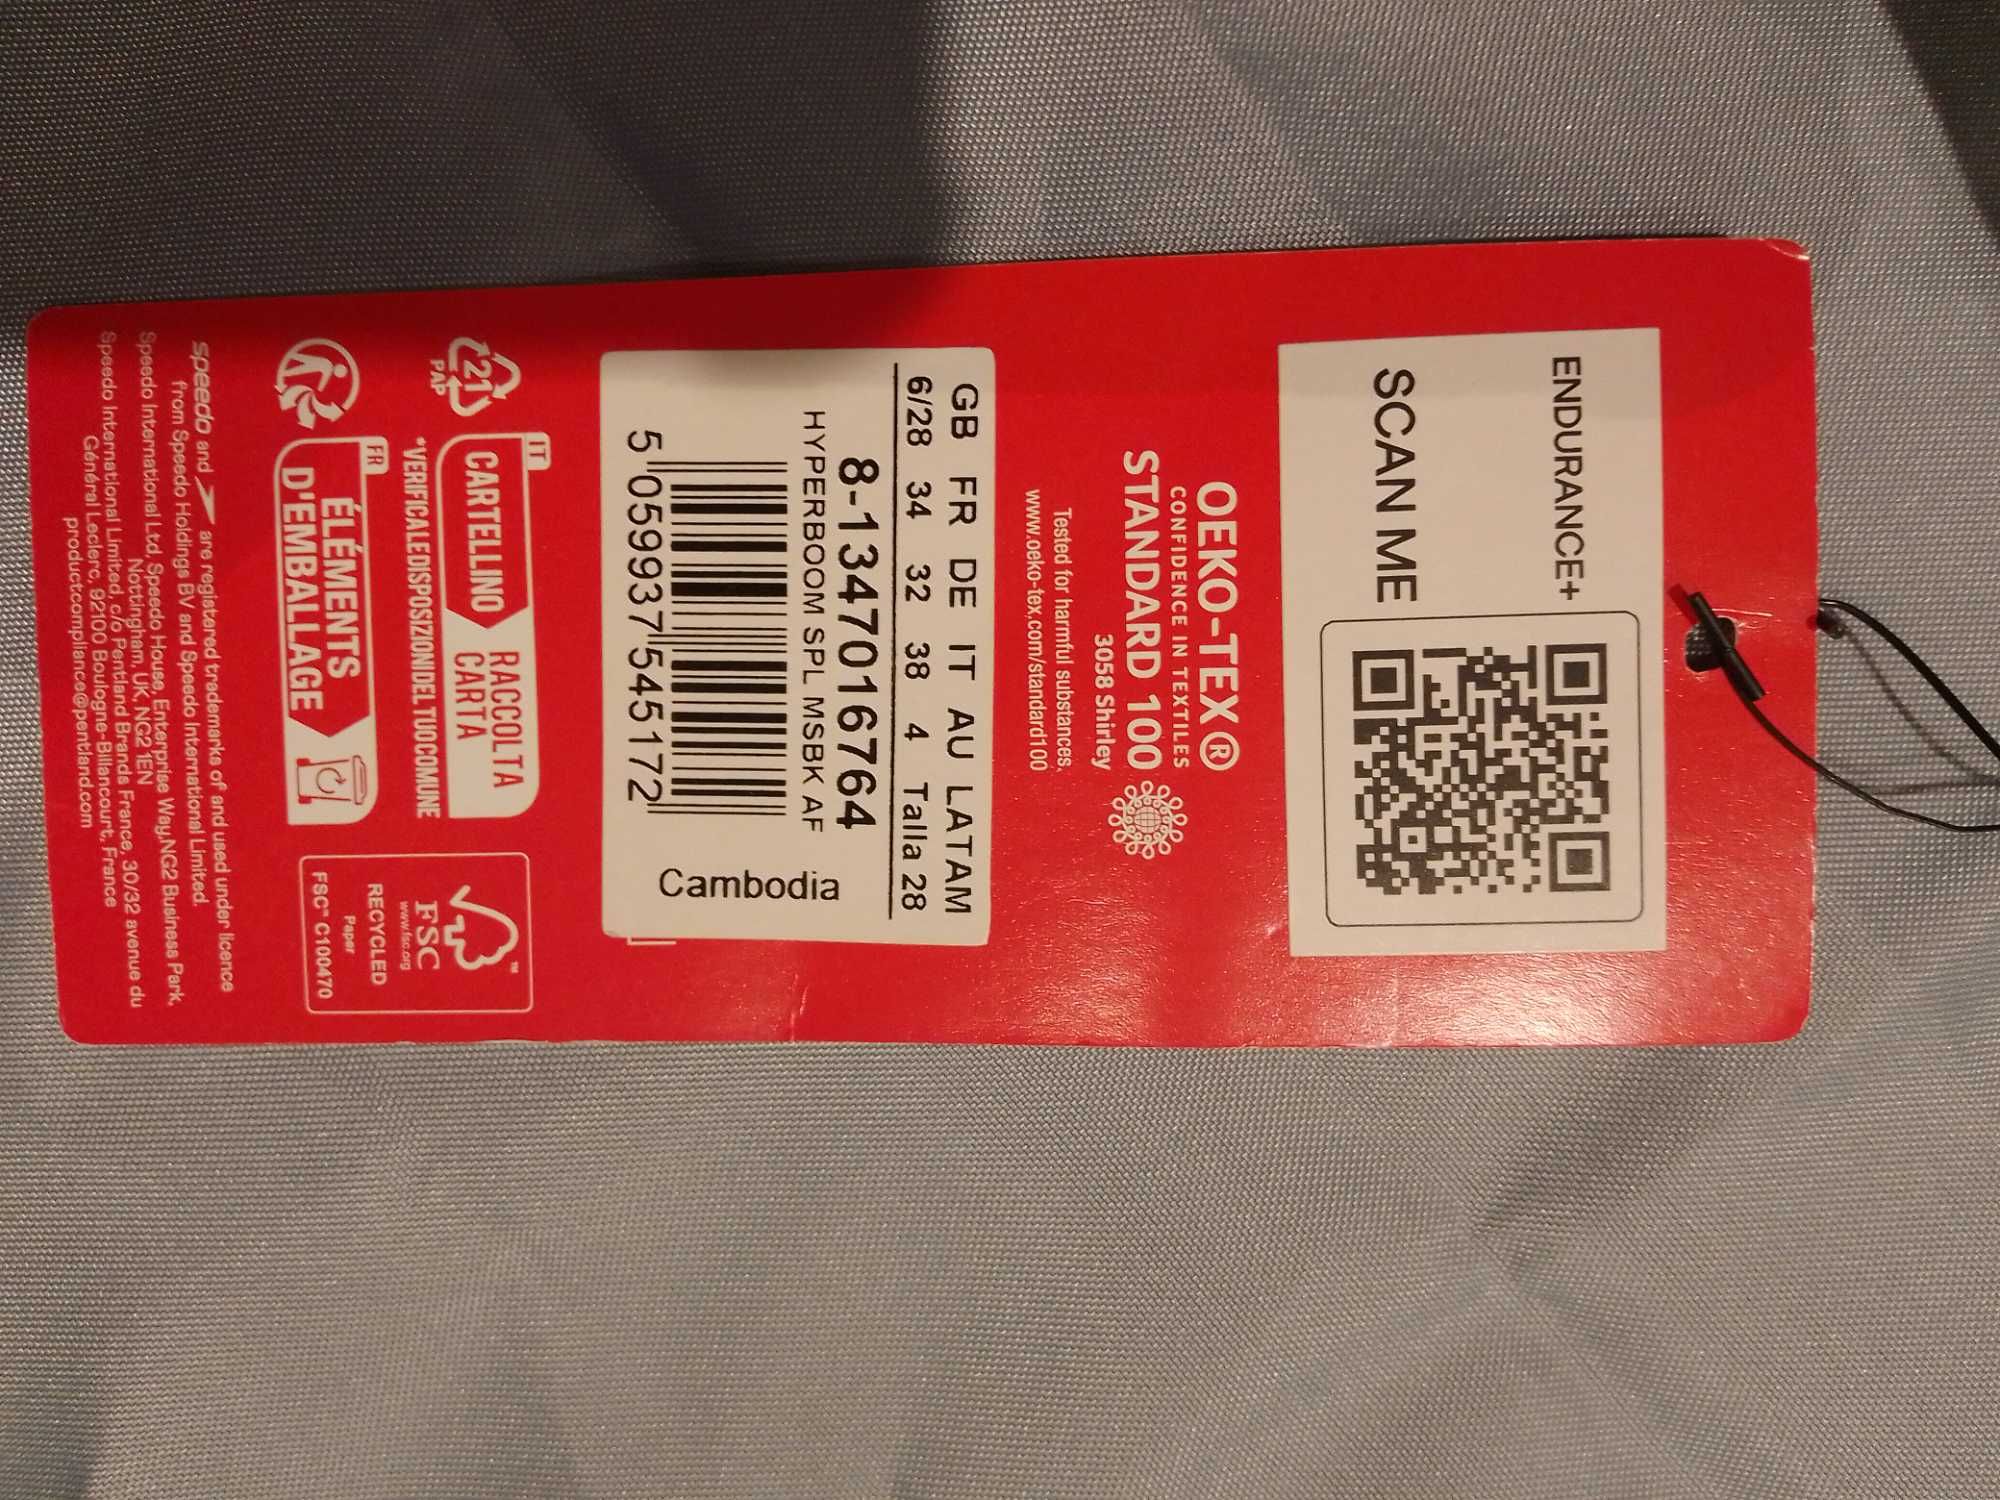 ENDURANCE+
SCAN ME
OEKO-TEX®
CONFIDENCE IN TEXTILES
STANDARD 100
3058 Shirley
Tested for harmful substances.
www.oeko-tex.com/standard100
GB FR DE IT AU LATAM
6/28 34 32 38 4 Talla 28
8-1347016764
HYPERBOOM SPL MSBK AF
5 059937 545172
Cambodia
21
PAP
IT
CARTELLINO
RACCOLTA
CARTA
*VERIFICA LE DISPOSIZIONI DEL TUO COMUNE
FR
ÉLÉMENTS
D'EMBALLAGE
FSC
www.fsc.org
RECYCLED
Paper
FSC™ C100470
speedo and are registered trademarks of and used under licence
from Speedo Holdings BV and Speedo International Limited.
Speedo International Ltd, Speedo House, Enterprise Way, NG2 Business Park,
Nottingham, UK, NG2 1EN
Speedo International Limited, c/o Pentland Brands France, 30/32 avenue du
Général Leclerc, 92100 Boulogne-Billancourt, France
productcompliance@pentland.com